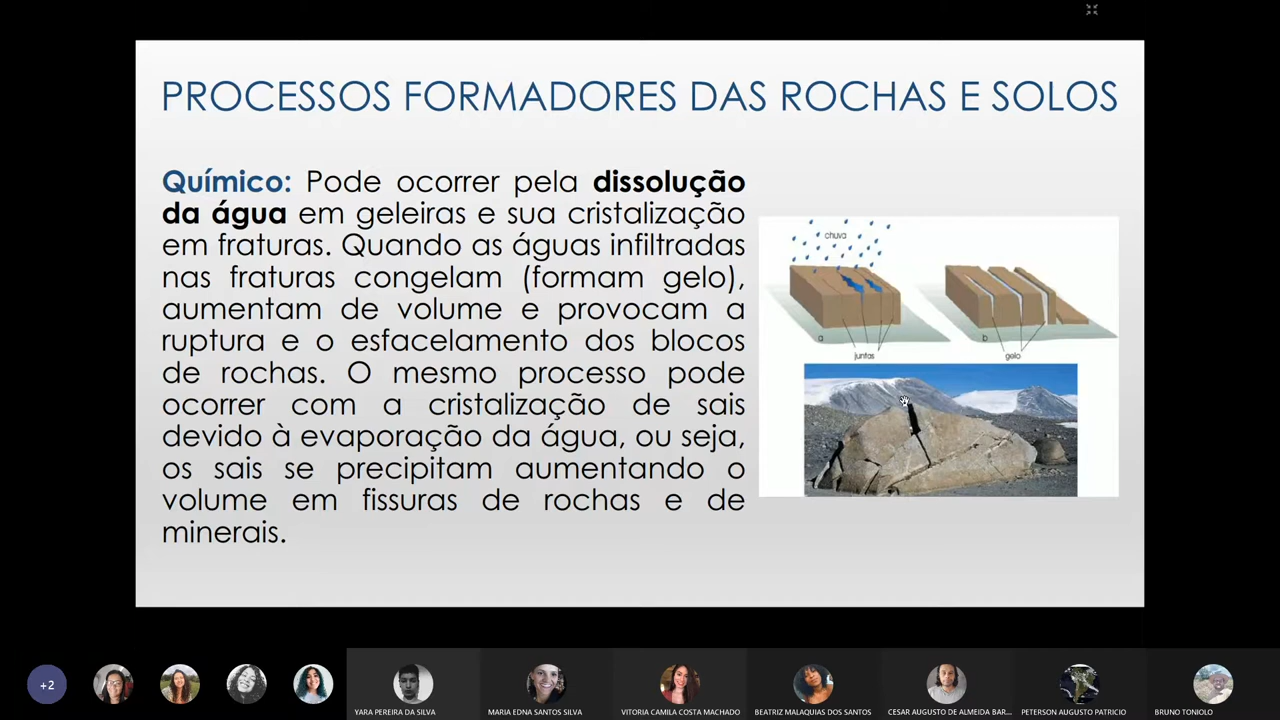 PROCESSOS FORMADORES DAS ROCHAS E SOLOS
Químico: Pode ocorrer pela dissolução
da água em geleiras e sua cristalização
em fraturas. Quando as águas infiltradas
nas fraturas congelam (formam gelo),
aumentam de volume e provocam a
ruptura e o esfacelamento dos blocos
de rochas. O mesmo processo pode
ocorrer com a cristalização de sais
devido à evaporação da água, ou seja,
os sais se precipitam aumentando o
volume em fissuras de rochas e de
minerais.
chuva
a
juntas
b
gelo
+2
YARA PEREIRA DA SILVA
MARIA EDNA SANTOS SILVA
VITORIA CAMILA COSTA MACHADO
BEATRIZ MALAQUIAS DOS SANTOS
CESAR AUGUSTO DE ALMEIDA BAR...
PETERSON AUGUSTO PATRICIO
BRUNO TONIOLO